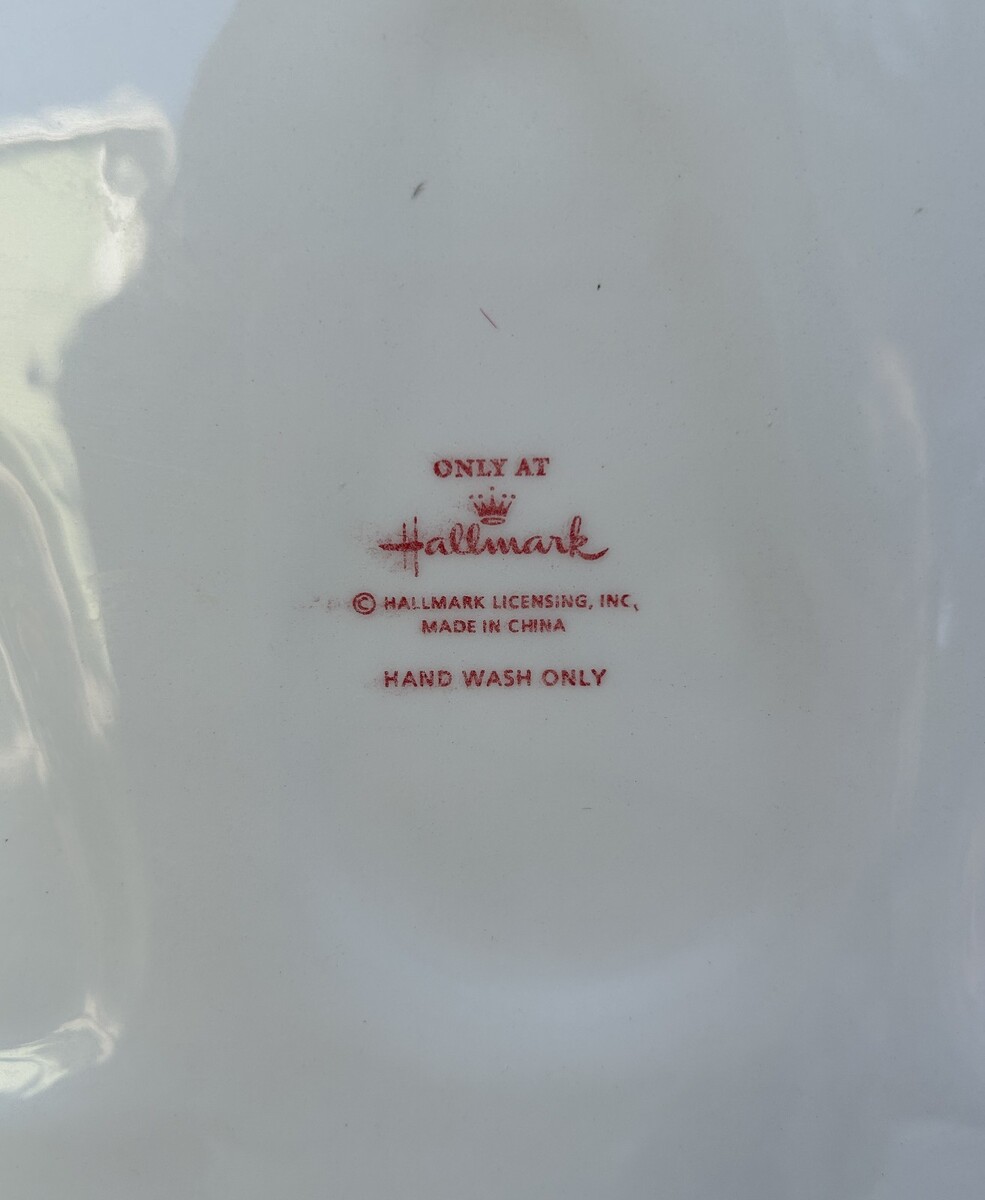 ONLY AT
Hallmark
© HALLMARK LICENSING, INC.
MADE IN CHINA
HAND WASH ONLY